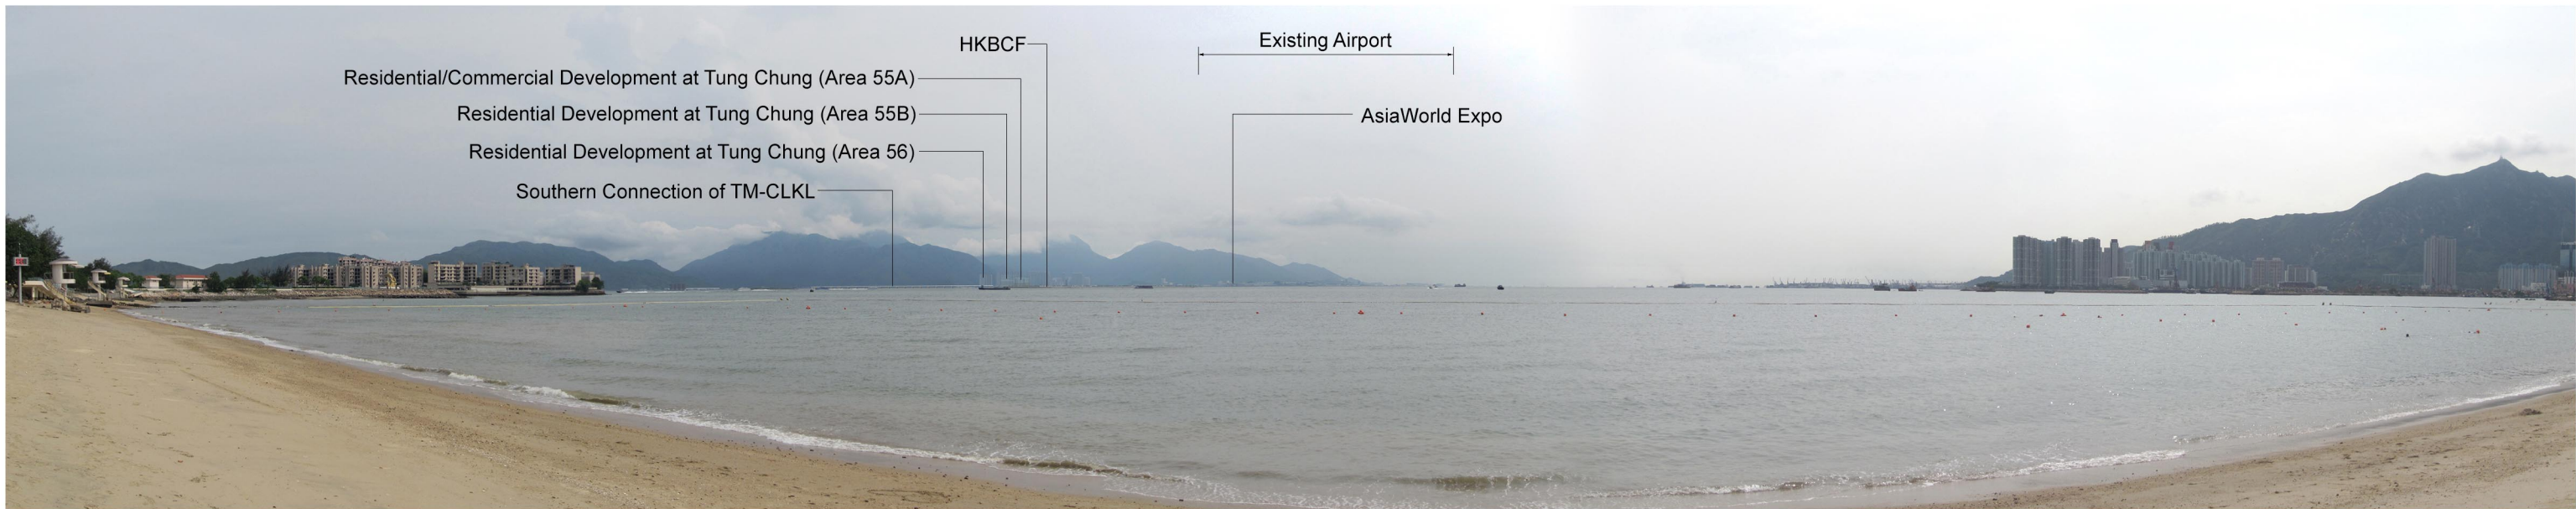 HKBCF
Existing Airport
Residential/Commercial Development at Tung Chung (Area 55A)
Residential Development at Tung Chung (Area 55B)
AsiaWorld Expo
Residential Development at Tung Chung (Area 56)
Southern Connection of TM-CLKL